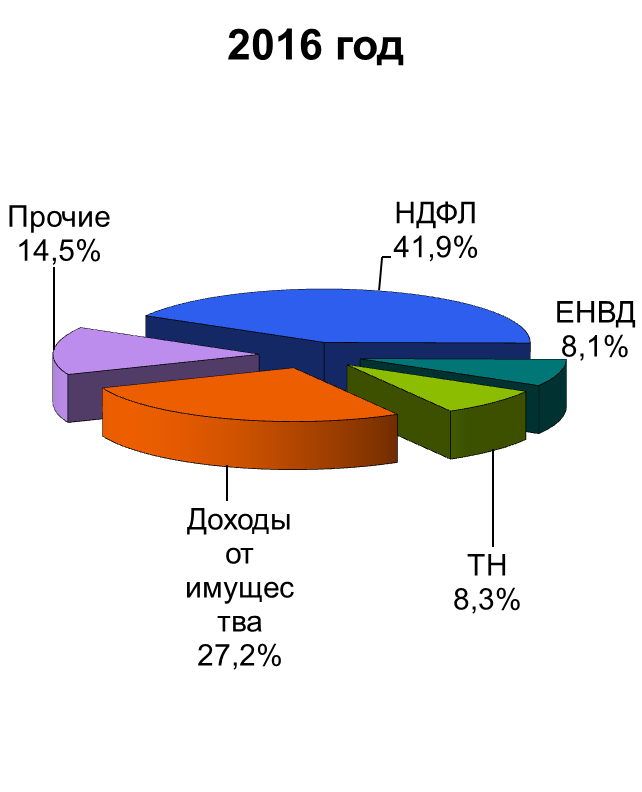 2016 год
Прочие
14,5%
НДФЛ
41,9%
ЕНВД
8,1%
Доходы
от
имущес
тва
27,2%
ТН
8,3%